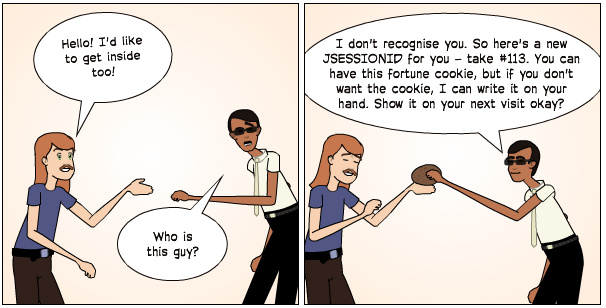 Hello! I'd like
to get inside
too!
Who is
this guy?
I don't recognise you. So here's a new
JSESSIONID for you – take #113. You can
have this fortune cookie, but if you don't
want the cookie, I can write it on your
hand. Show it on your next visit okay?